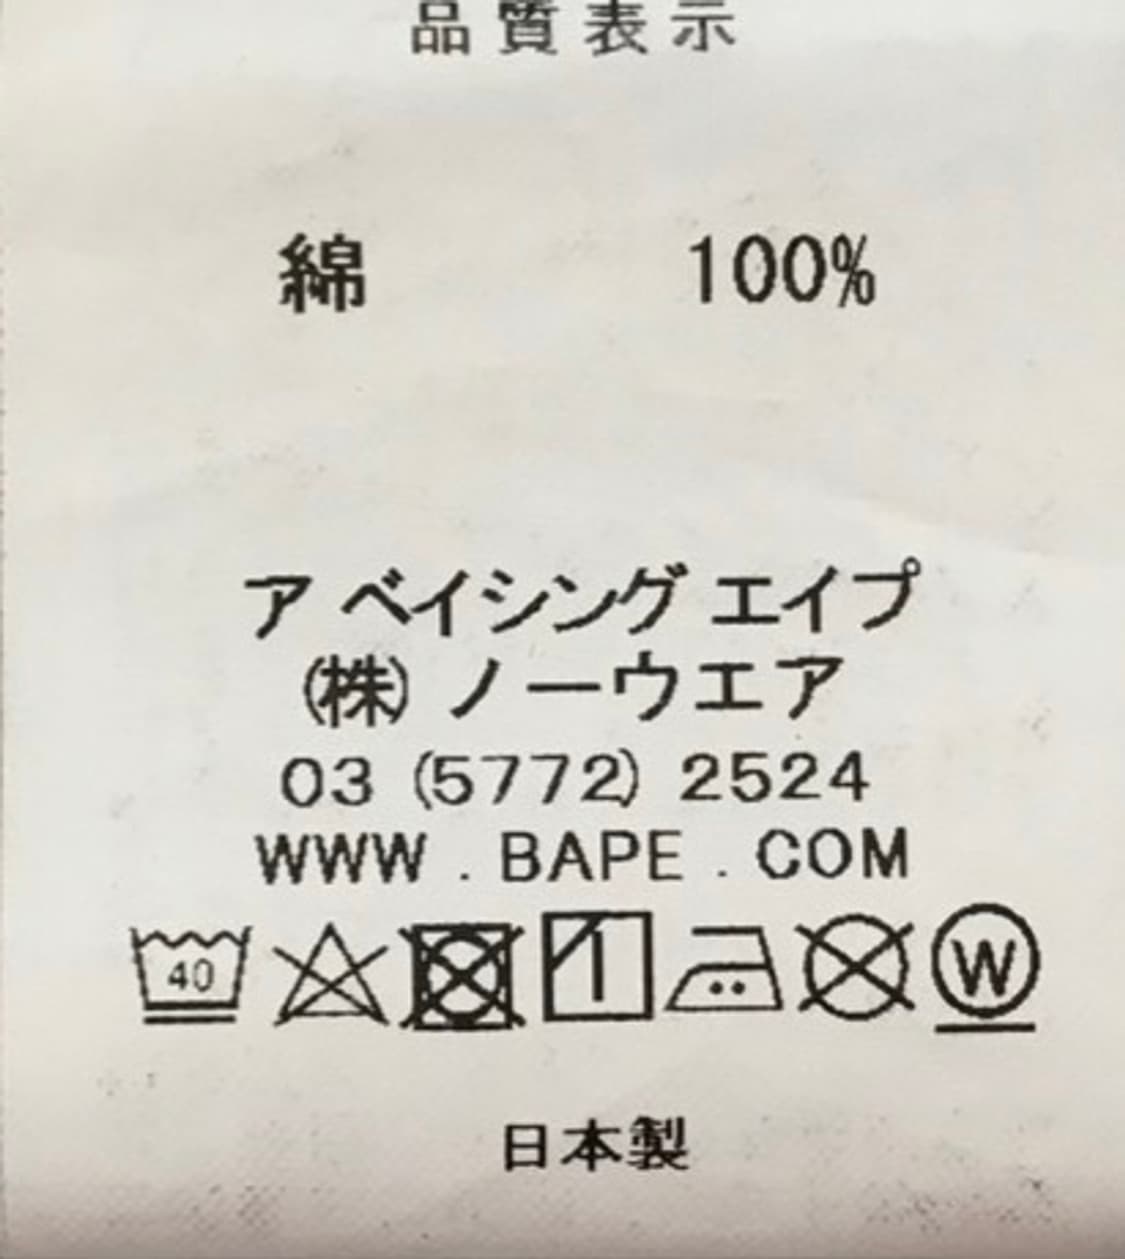 品質表示
綿 100%
ア ベイシング エイプ
(株) ノーウエア
03 (5772) 2524
WWW . BAPE . COM
40 W
日本製